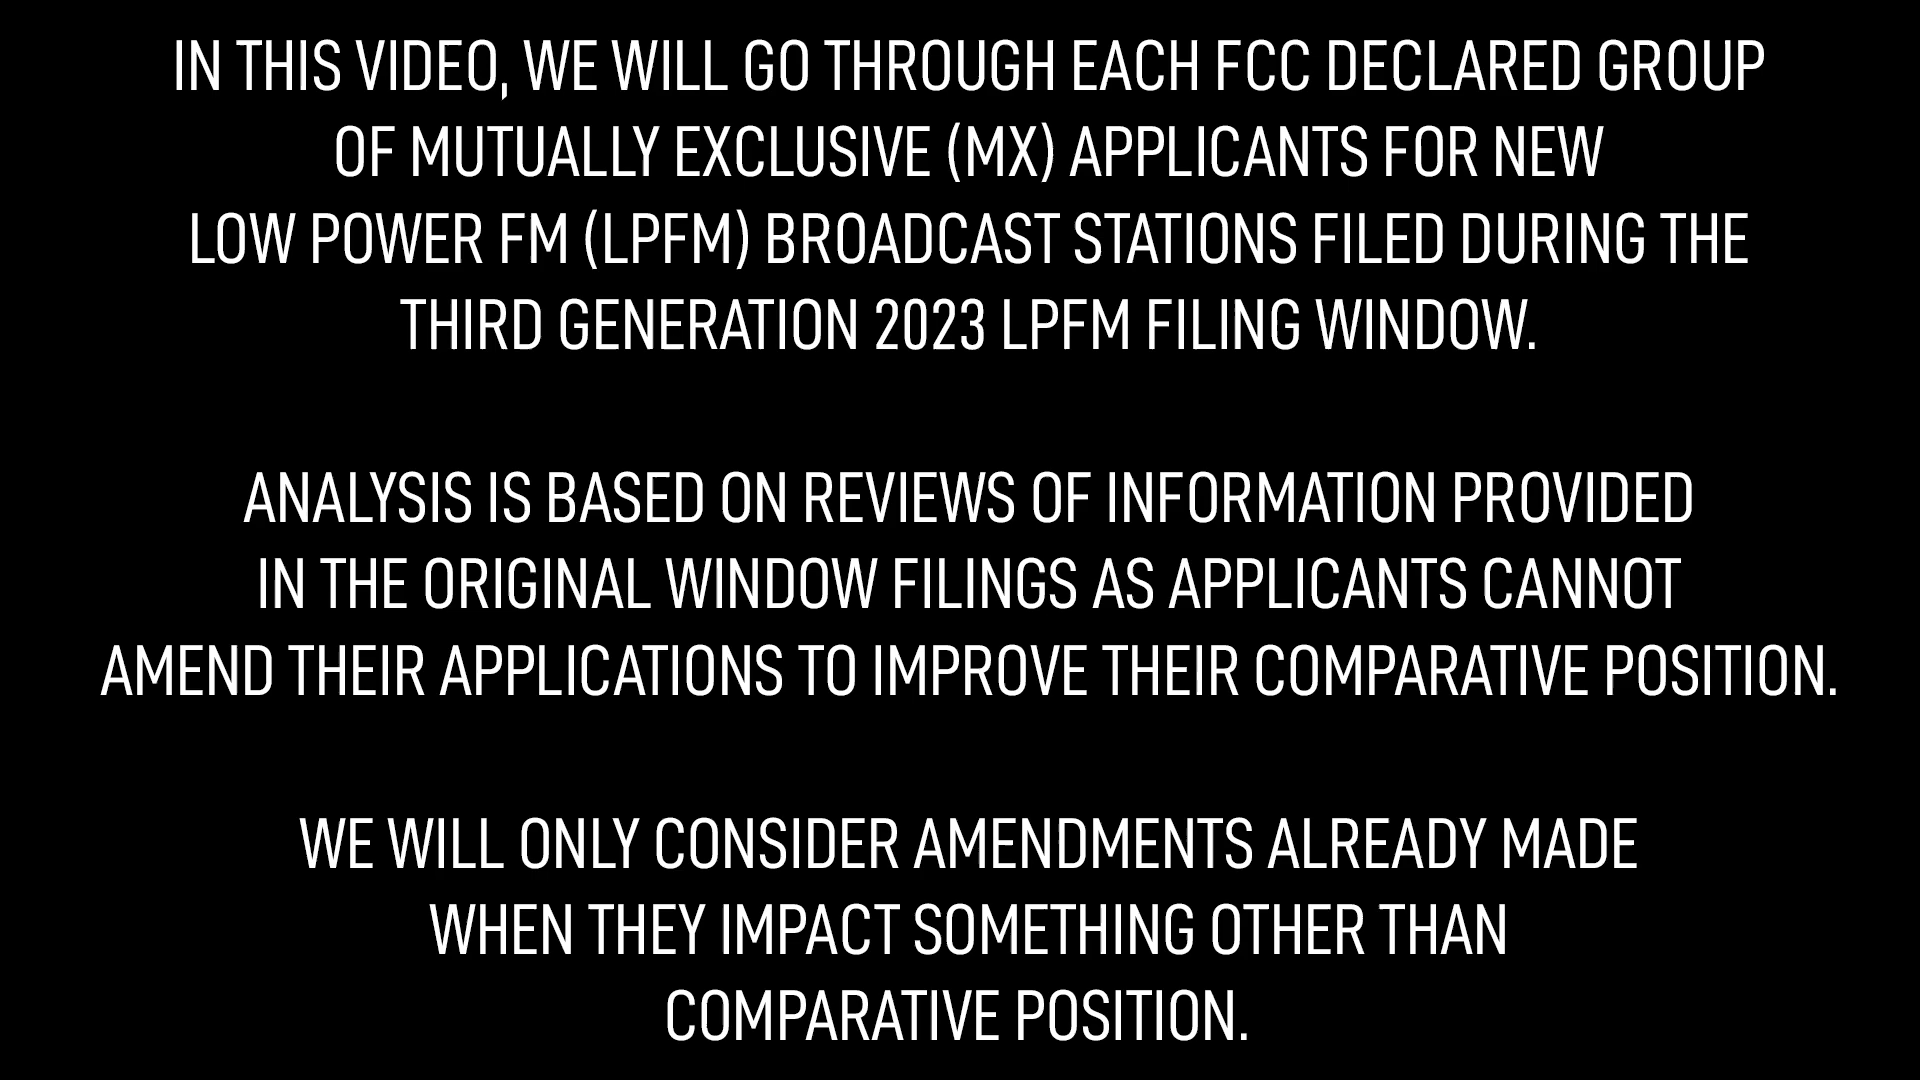 IN THIS VIDEO, WE WILL GO THROUGH EACH FCC DECLARED GROUP
OF MUTUALLY EXCLUSIVE (MX) APPLICANTS FOR NEW
LOW POWER FM (LPFM) BROADCAST STATIONS FILED DURING THE
THIRD GENERATION 2023 LPFM FILING WINDOW.
ANALYSIS IS BASED ON REVIEWS OF INFORMATION PROVIDED
IN THE ORIGINAL WINDOW FILINGS AS APPLICANTS CANNOT
AMEND THEIR APPLICATIONS TO IMPROVE THEIR COMPARATIVE POSITION.
WE WILL ONLY CONSIDER AMENDMENTS ALREADY MADE
WHEN THEY IMPACT SOMETHING OTHER THAN
COMPARATIVE POSITION.